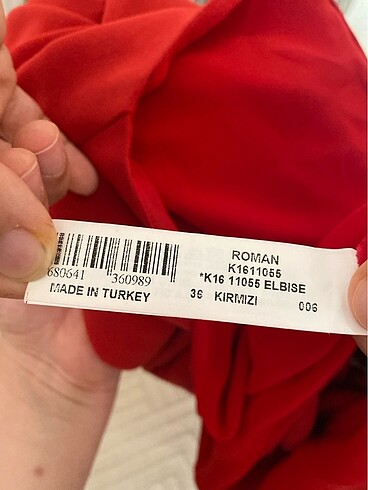 ROMAN
K1611055
*K16 11055 ELBISE
36 KIRMIZI 006
680641 360989
MADE IN TURKEY